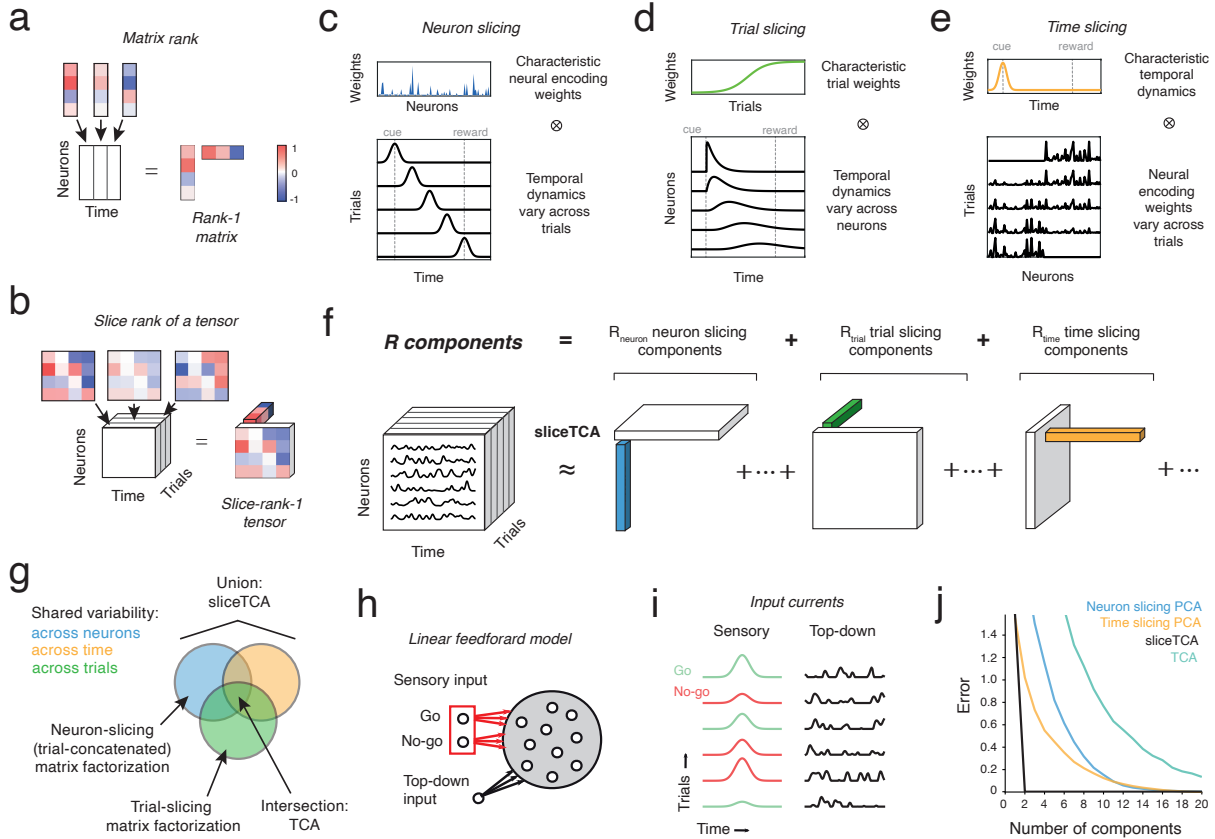 a
Matrix rank
Neurons
Time
=
Rank-1
matrix
1
0
-1
b
Slice rank of a tensor
Neurons
Time
Trials
=
Slice-rank-1
tensor
c
Neuron slicing
Weights
Neurons
Characteristic
neural encoding
weights
⊗
cue
reward
Trials
Time
Temporal
dynamics
vary across
trials
d
Trial slicing
Weights
Trials
Characteristic
trial weights
⊗
cue
reward
Neurons
Time
Temporal
dynamics
vary across
neurons
e
Time slicing
cue
reward
Weights
Time
Characteristic
temporal
dynamics
⊗
Trials
Neurons
Neural
encoding
weights
vary across
trials
f
R components
=
Rneuron neuron slicing
components
+
Rtrial trial slicing
components
+
Rtime time slicing
components
Neurons
Time
Trials
sliceTCA
≈
+···+
+···+
+···
g
Shared variability:
across neurons
across time
across trials
Union:
sliceTCA
Neuron-slicing
(trial-concatenated)
matrix factorization
Trial-slicing
matrix factorization
Intersection:
TCA
h
Linear feedforard model
Sensory input
Go
No-go
Top-down
input
i
Input currents
Sensory
Top-down
Go
No-go
Trials
Time
j
Neuron slicing PCA
Time slicing PCA
sliceTCA
TCA
Error
1.4
1.2
1.0
0.8
0.6
0.4
0.2
0
0 2 4 6 8 10 12 14 16 18 20
Number of components